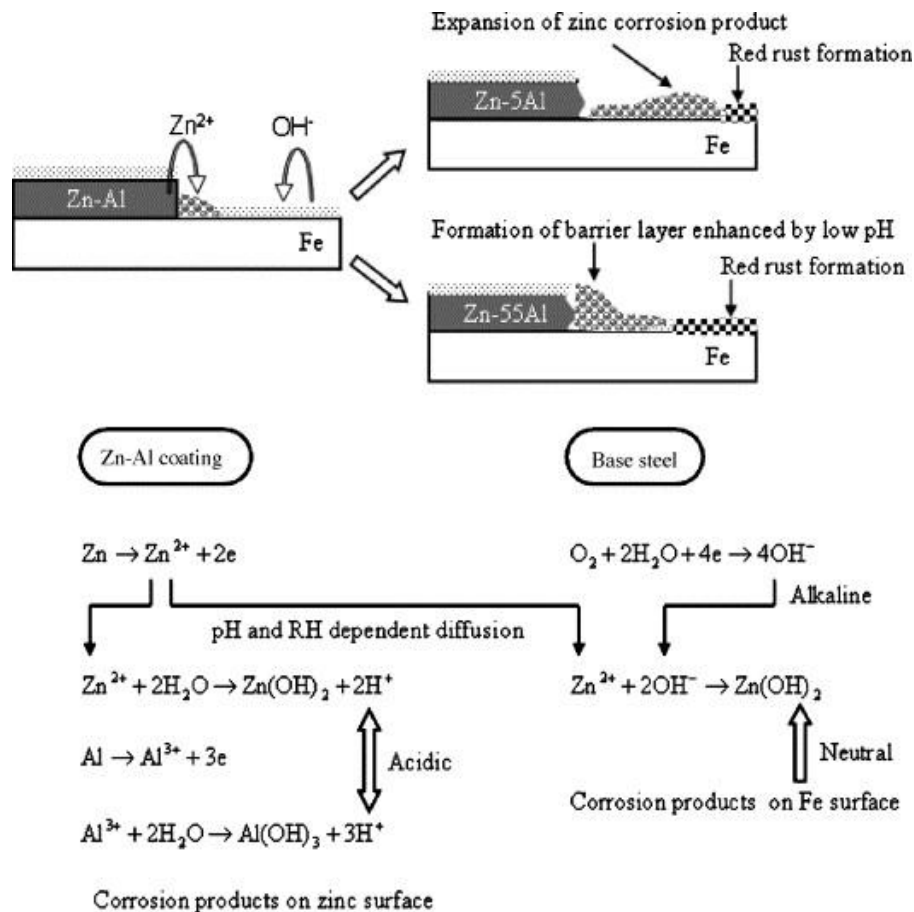 Expansion of zinc corrosion product
Red rust formation
Zn-5Al
Fe
Zn²⁺
OH⁻
Zn-Al
Fe
Formation of barrier layer enhanced by low pH
Red rust formation
Zn-55Al
Fe
Zn-Al coating
Base steel
Zn → Zn²⁺ + 2e
O₂ + 2H₂O + 4e → 4OH⁻
Alkaline
pH and RH dependent diffusion
Zn²⁺ + 2H₂O → Zn(OH)₂ + 2H⁺
Zn²⁺ + 2OH⁻ → Zn(OH)₂
Al → Al³⁺ + 3e
Acidic
Neutral
Corrosion products on Fe surface
Al³⁺ + 2H₂O → Al(OH)₃ + 3H⁺
Corrosion products on zinc surface